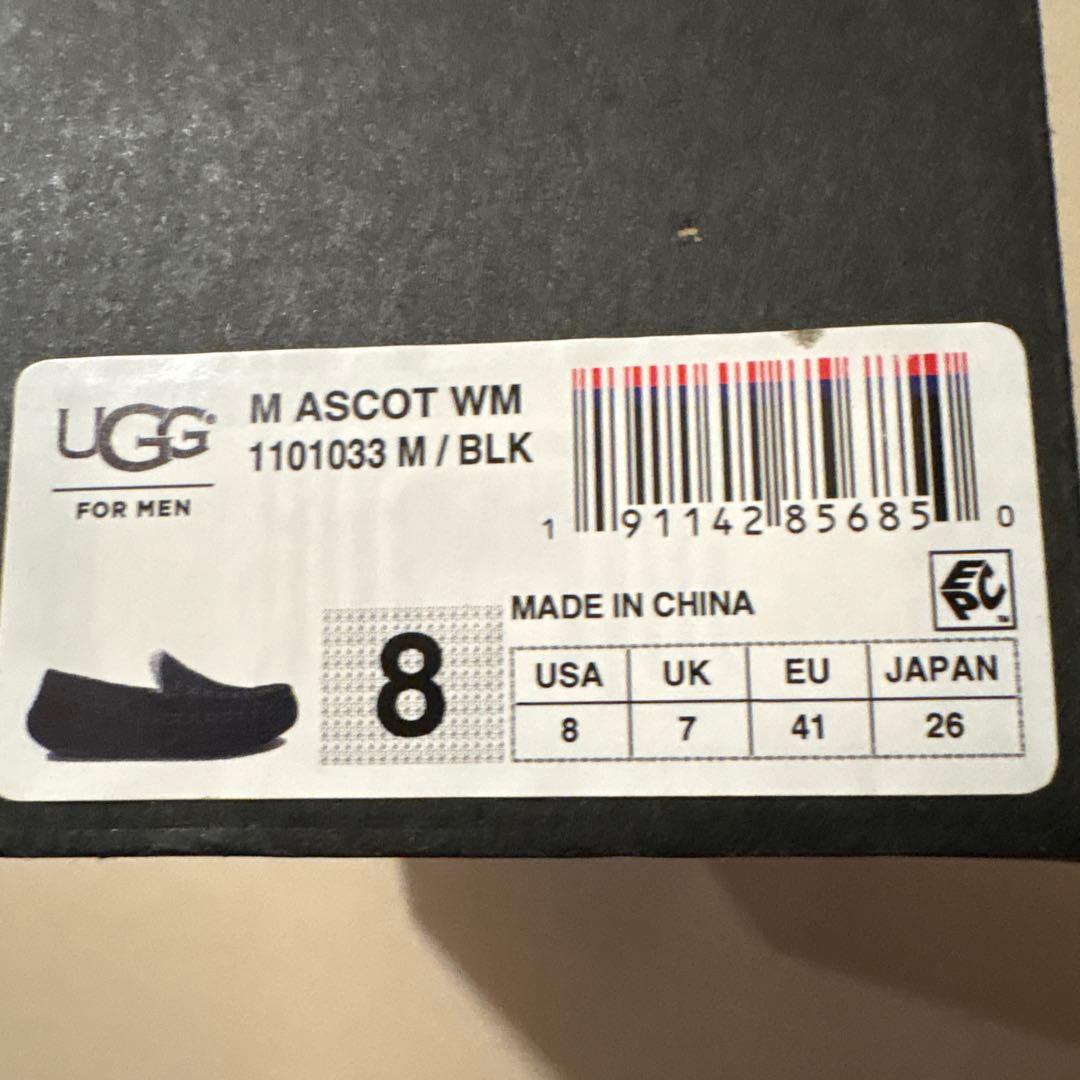 UGG
FOR MEN
M ASCOT WM
1101033 M / BLK
1 91142 85685 0
EPC
MADE IN CHINA
8
USA UK EU JAPAN
8 7 41 26